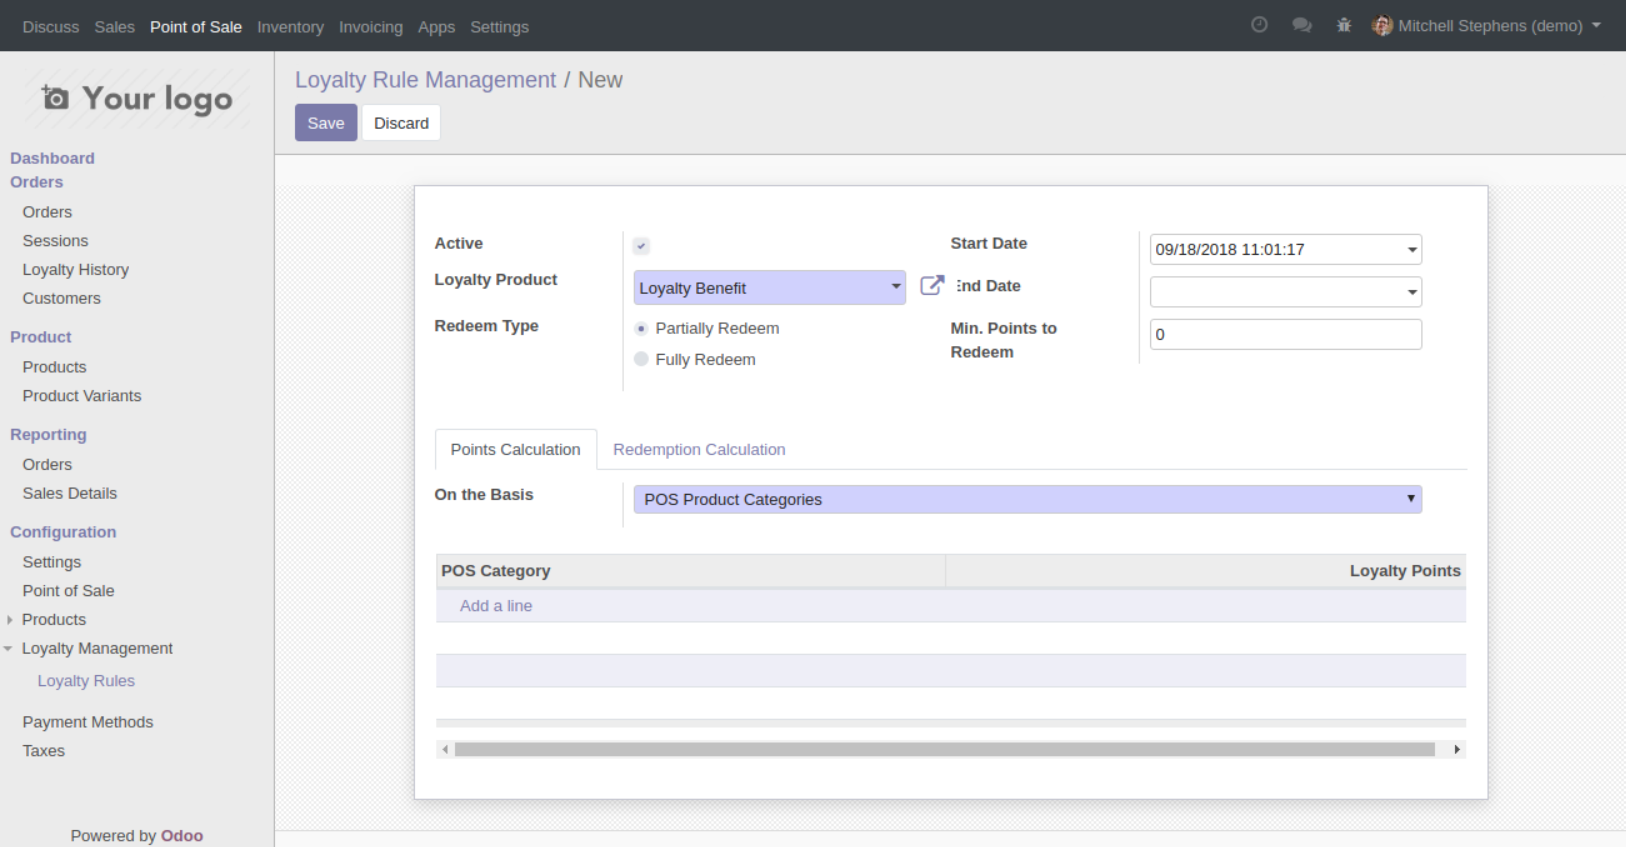 Discuss Sales Point of Sale Inventory Invoicing Apps Settings Mitchell Stephens (demo)
Your logo
Dashboard
Orders
Orders
Sessions
Loyalty History
Customers
Product
Products
Product Variants
Reporting
Orders
Sales Details
Configuration
Settings
Point of Sale
Products
Loyalty Management
Loyalty Rules
Payment Methods
Taxes
Powered by Odoo
Loyalty Rule Management / New
Save Discard
Active
Loyalty Product Loyalty Benefit
Redeem Type Partially Redeem
Fully Redeem
Start Date 09/18/2018 11:01:17
End Date
Min. Points to
Redeem
0
Points Calculation Redemption Calculation
On the Basis POS Product Categories
POS Category Loyalty Points
Add a line